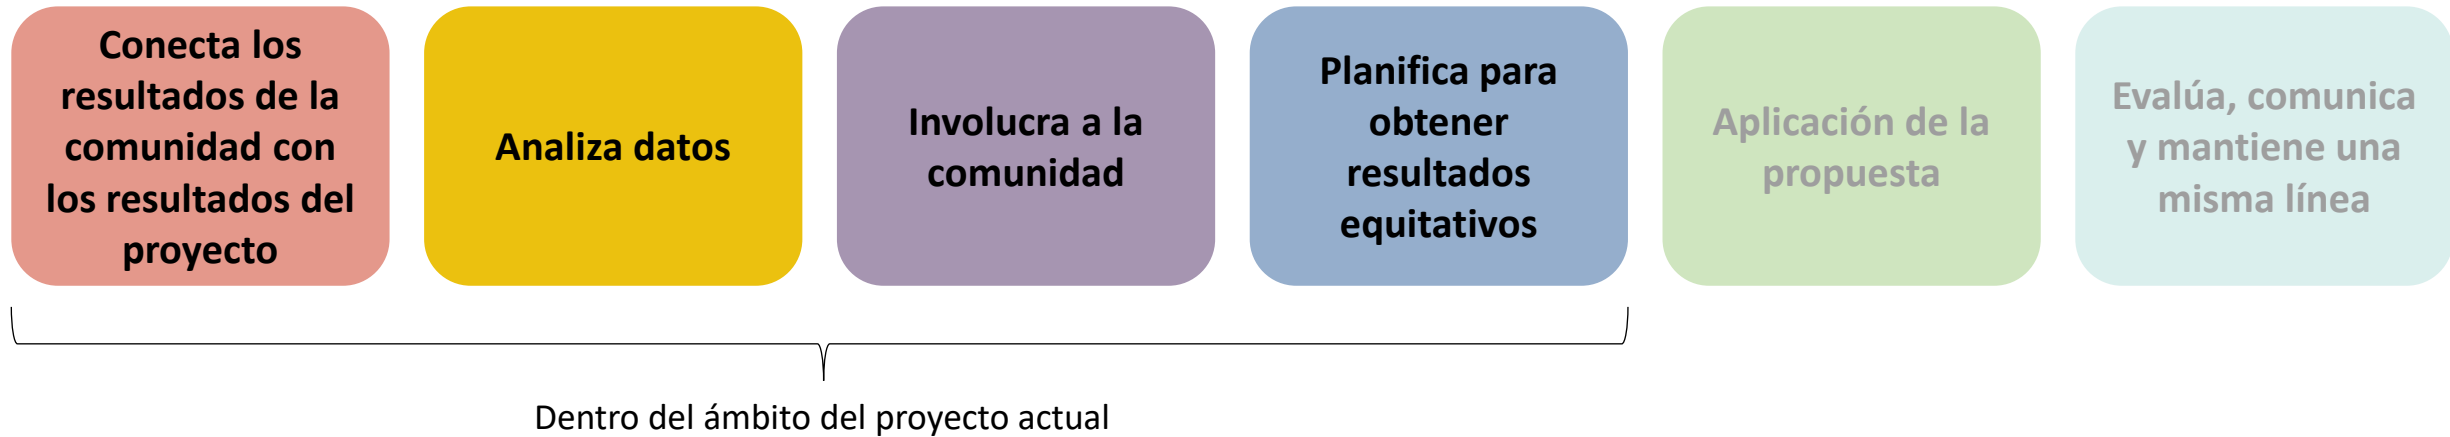 Conecta los
resultados de la
comunidad con
los resultados del
proyecto
Analiza datos
Involucra a la
comunidad
Planifica para
obtener
resultados
equitativos
Aplicación de la
propuesta
Evalúa, comunica
y mantiene una
misma línea
Dentro del ámbito del proyecto actual